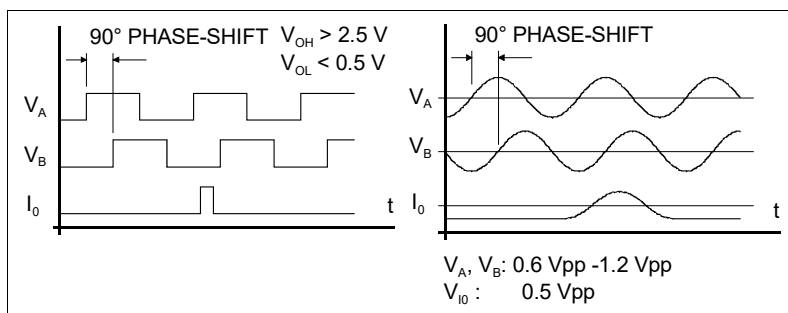 90° PHASE-SHIFT
V_OH > 2.5 V
V_OL < 0.5 V
V_A
V_B
I_0
t
90° PHASE-SHIFT
V_A
V_B
I_0
t
V_A, V_B: 0.6 Vpp -1.2 Vpp
V_I0 : 0.5 Vpp